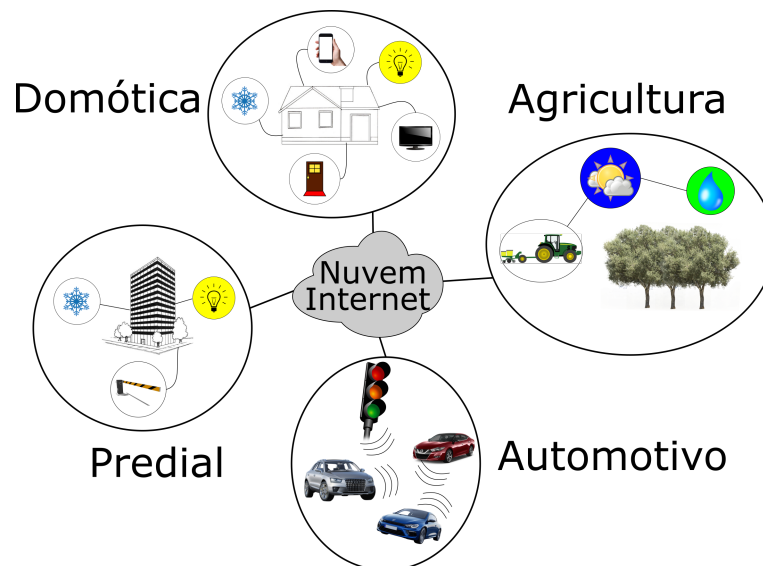 Domótica
Agricultura
Nuvem
Internet
Predial
Automotivo